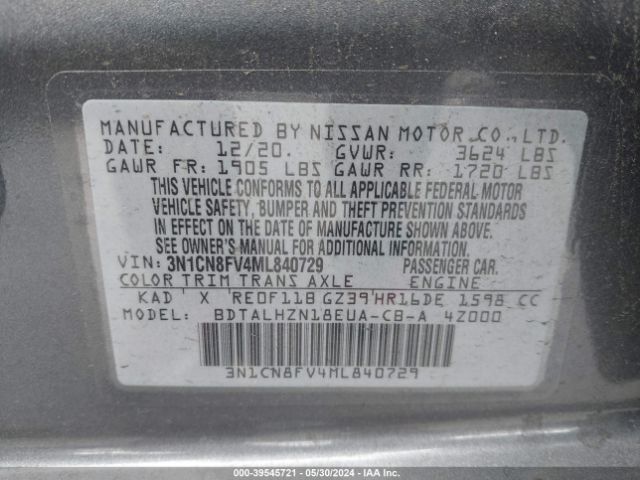 MANUFACTURED BY NISSAN MOTOR CO., LTD.
DATE: 12/20. GVWR: 3624 LBS
GAWR FR: 1905 LBS GAWR RR: 1720 LBS
THIS VEHICLE CONFORMS TO ALL APPLICABLE FEDERAL MOTOR
VEHICLE SAFETY, BUMPER AND THEFT PREVENTION STANDARDS
IN EFFECT ON THE DATE OF MANUFACTURE SHOWN ABOVE.
SEE OWNER'S MANUAL FOR ADDITIONAL INFORMATION.
VIN: 3N1CN8FV4ML840729 PASSENGER CAR.
COLOR TRIM TRANS AXLE ENGINE
KAD X RE0F11B GZ39 HR16DE 1598 CC
MODEL: BDTALHZN18EUA-CB-A 4Z000
3N1CN8FV4ML840729
000-39545721 - 05/30/2024 - IAA Inc.